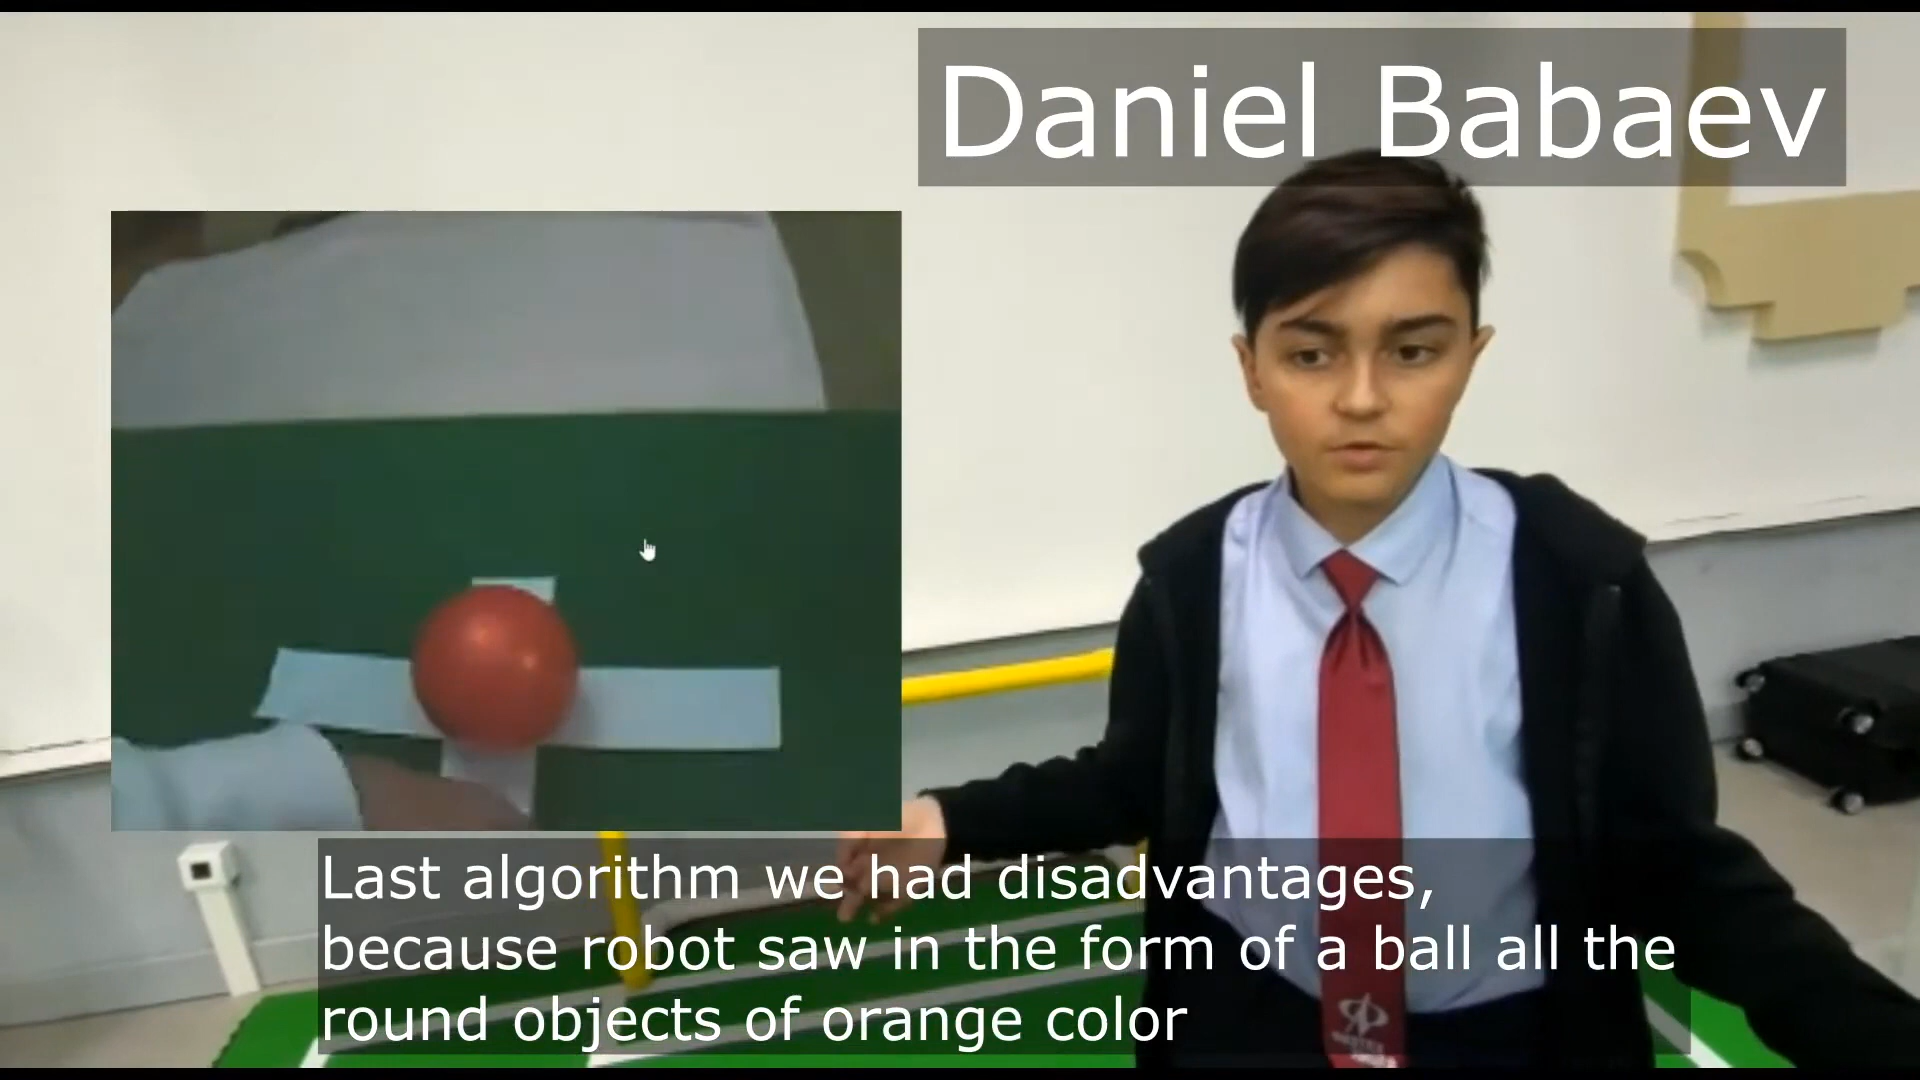 Daniel Babaev
Last algorithm we had disadvantages,
because robot saw in the form of a ball all the
round objects of orange color